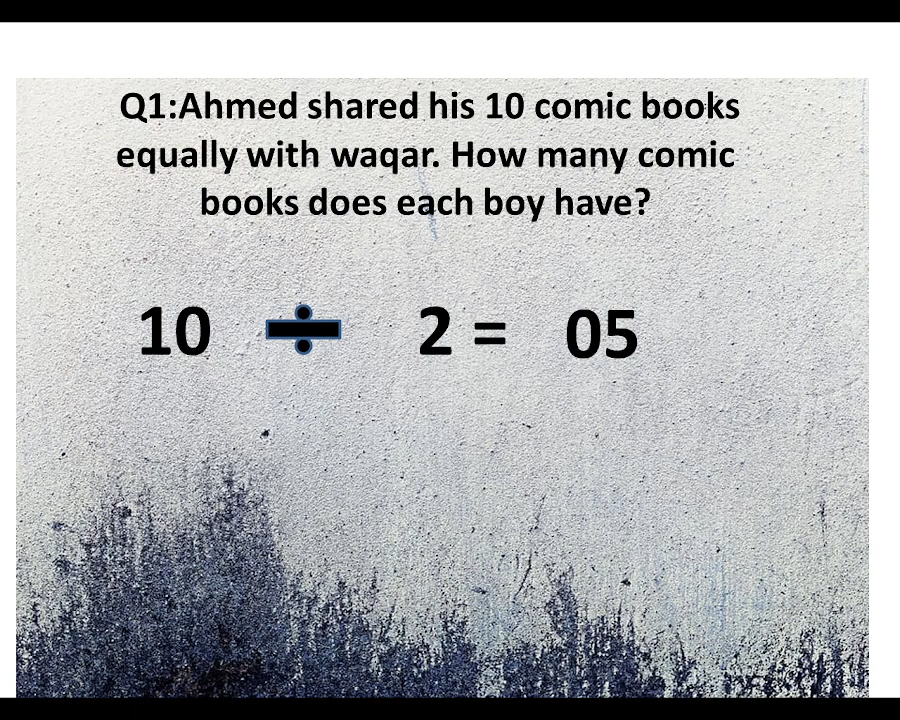 Q1:Ahmed shared his 10 comic books
equally with waqar. How many comic
books does each boy have?
10 ÷ 2 = 05